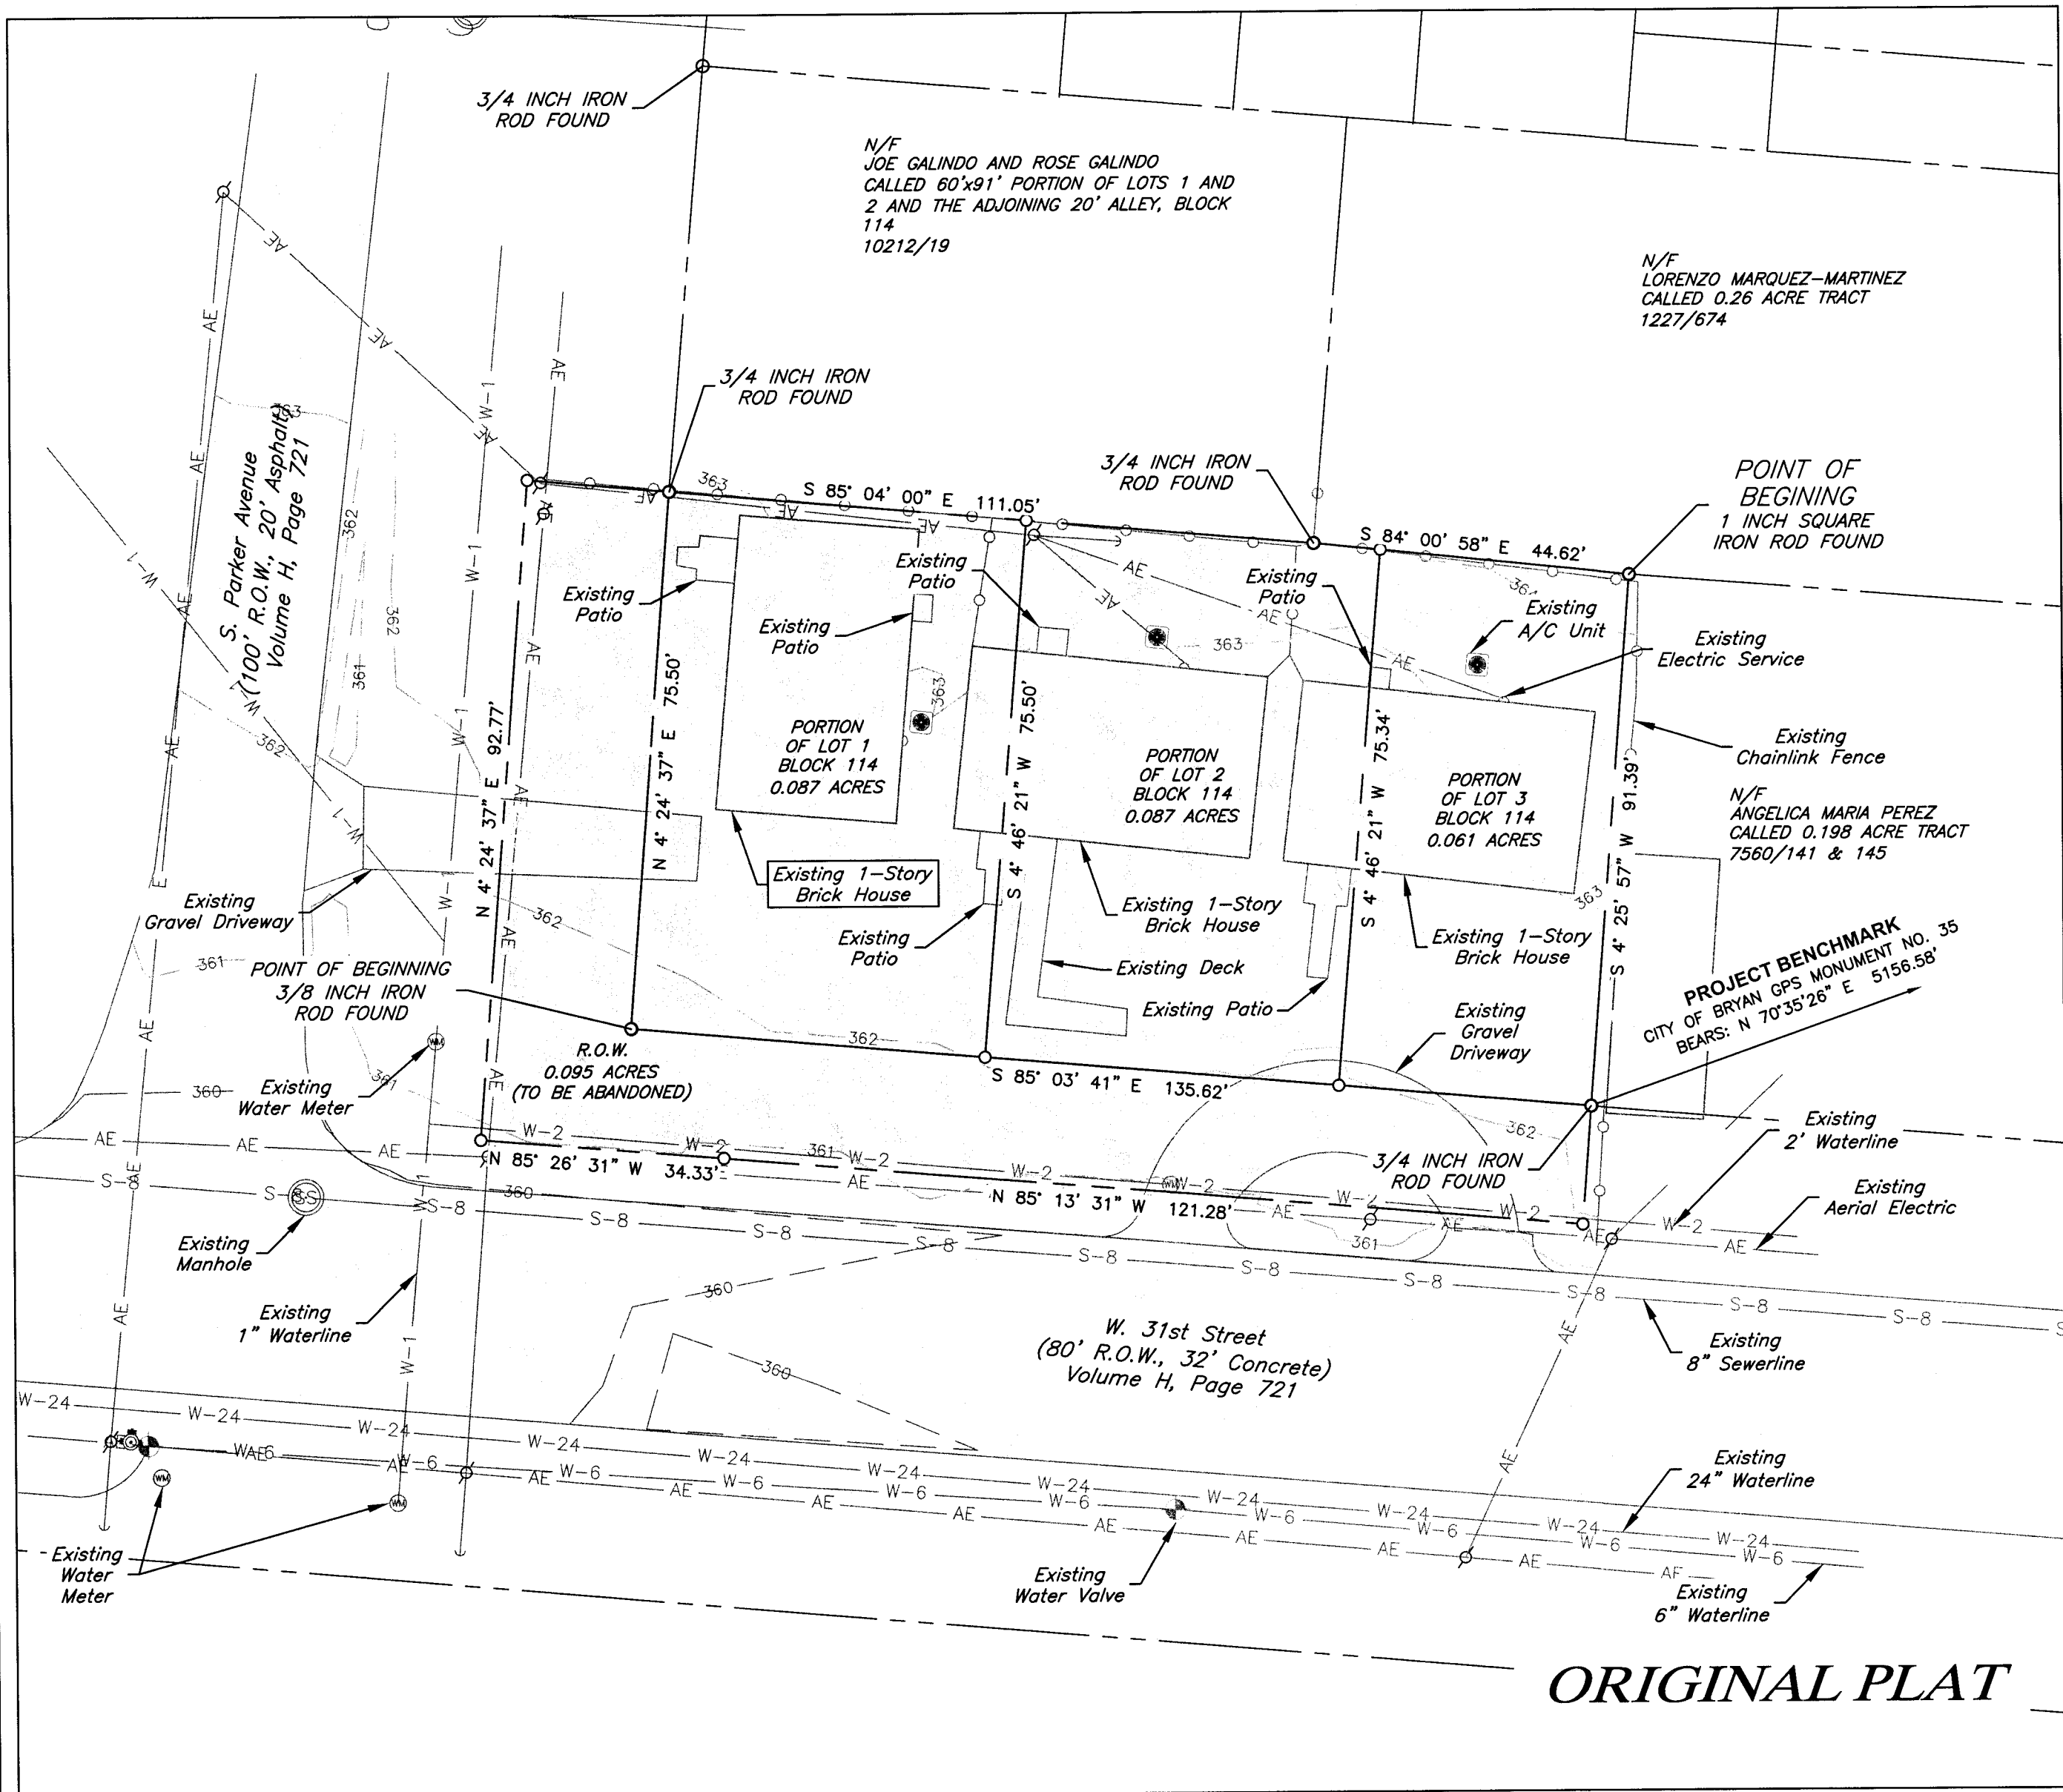 3/4 INCH IRON
ROD FOUND
N/F
JOE GALINDO AND ROSE GALINDO
CALLED 60'x91' PORTION OF LOTS 1 AND
2 AND THE ADJOINING 20' ALLEY, BLOCK
114
10212/19
N/F
LORENZO MARQUEZ-MARTINEZ
CALLED 0.26 ACRE TRACT
1227/674
S. Parker Avenue
(100' R.O.W., 20' Asphalt)
Volume H, Page 721
3/4 INCH IRON
ROD FOUND
3/4 INCH IRON
ROD FOUND
POINT OF
BEGINING
1 INCH SQUARE
IRON ROD FOUND
S 85° 04' 00" E 111.05'
S 84° 00' 58" E 44.62'
Existing
Patio
Existing
Patio
Existing
Patio
Existing
Patio
Existing
A/C Unit
Existing
Electric Service
Existing
Chainlink Fence
N 4° 24' 37" E 92.77'
N 4° 24' 37" E 75.50'
S 4° 46' 21" W 75.50'
S 4° 46' 21" W 75.34'
S 4° 25' 57" W 91.39'
PORTION
OF LOT 1
BLOCK 114
0.087 ACRES
PORTION
OF LOT 2
BLOCK 114
0.087 ACRES
PORTION
OF LOT 3
BLOCK 114
0.061 ACRES
N/F
ANGELICA MARIA PEREZ
CALLED 0.198 ACRE TRACT
7560/141 & 145
Existing
Gravel Driveway
Existing 1-Story
Brick House
Existing
Patio
Existing 1-Story
Brick House
Existing Deck
Existing Patio
Existing 1-Story
Brick House
Existing
Gravel
Driveway
PROJECT BENCHMARK
CITY OF BRYAN GPS MONUMENT NO. 35
BEARS: N 70°35'26" E 5156.58'
POINT OF BEGINNING
3/8 INCH IRON
ROD FOUND
Existing
Water Meter
R.O.W.
0.095 ACRES
(TO BE ABANDONED)
S 85° 03' 41" E 135.62'
N 85° 26' 31" W 34.33'
N 85° 13' 31" W 121.28'
3/4 INCH IRON
ROD FOUND
Existing
2' Waterline
Existing
Aerial Electric
Existing
Manhole
Existing
1" Waterline
W. 31st Street
(80' R.O.W., 32' Concrete)
Volume H, Page 721
Existing
8" Sewerline
Existing
24" Waterline
Existing
Water
Meter
Existing
Water Valve
Existing
6" Waterline
ORIGINAL PLAT